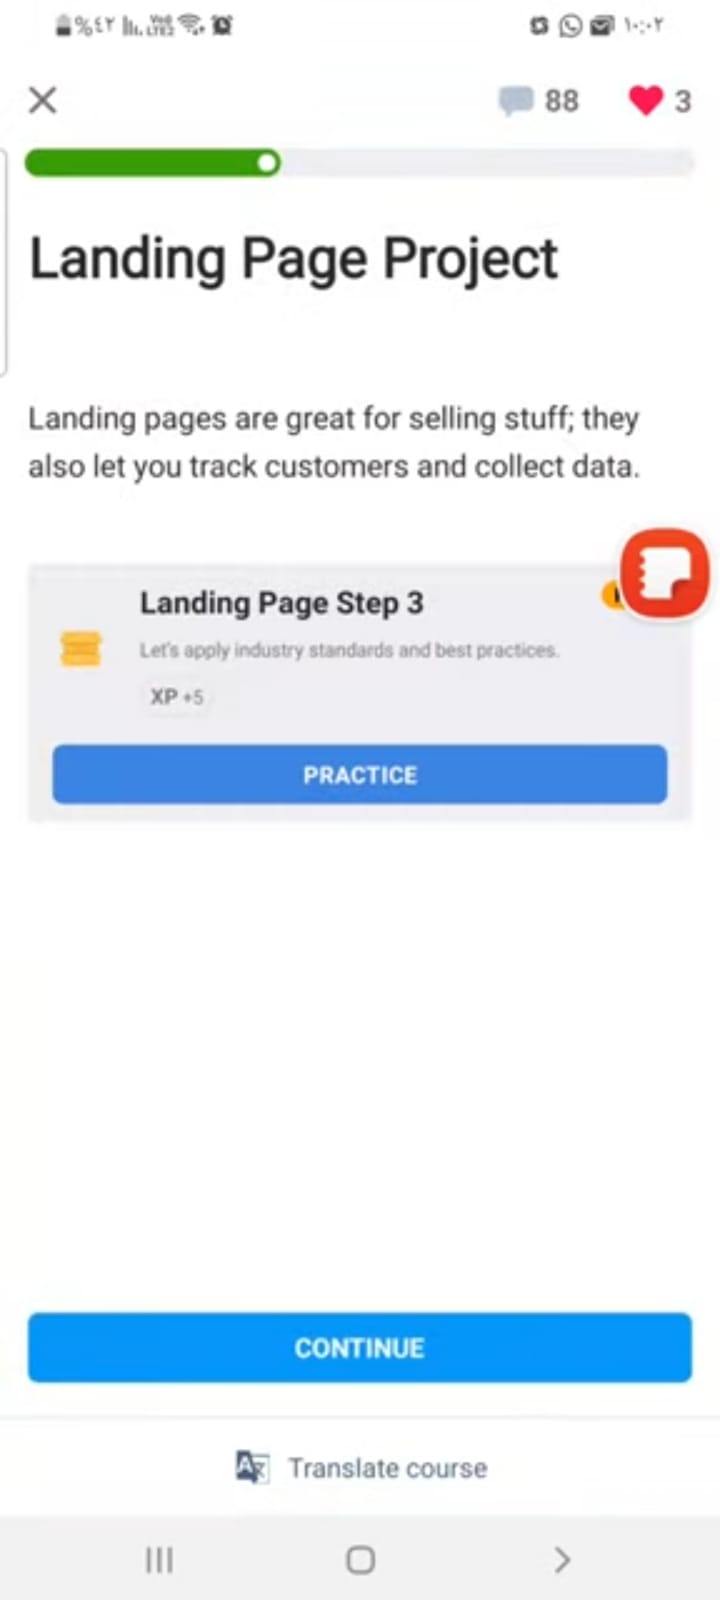 %٤٢ ١٠:٠٢
88 3
Landing Page Project
Landing pages are great for selling stuff; they
also let you track customers and collect data.
Landing Page Step 3
Let's apply industry standards and best practices.
XP +5
PRACTICE
CONTINUE
Translate course